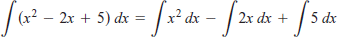 ∫(x² − 2x + 5) dx = ∫x² dx − ∫2x dx + ∫5 dx